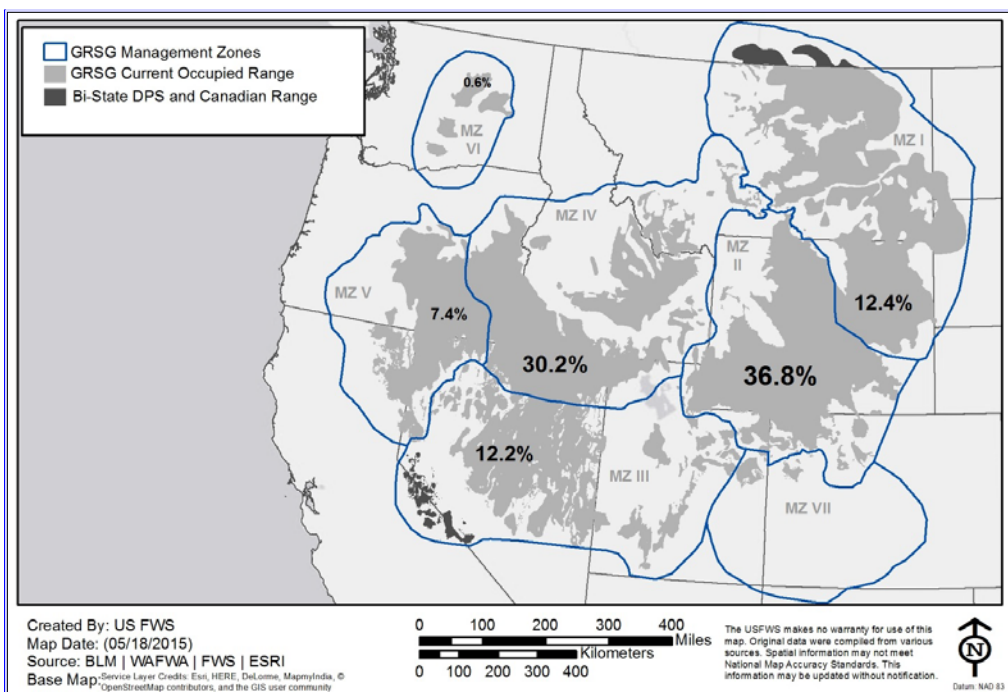 GRSG Management Zones
GRSG Current Occupied Range
Bi-State DPS and Canadian Range
0.6%
MZ
VI
MZ I
MZ IV
MZ
II
MZ V
7.4%
12.4%
30.2%
36.8%
12.2%
MZ III
MZ VII
Created By: US FWS
Map Date: (05/18/2015)
Source: BLM | WAFWA | FWS | ESRI
Base Map: Service Layer Credits: Esri, HERE, DeLorme, MapmyIndia, ©
OpenStreetMap contributors, and the GIS user community
0 100 200 300 400
Miles
Kilometers
0 100 200 300 400
The USFWS makes no warranty for use of this
map. Original data were compiled from various
sources. Spatial information may not meet
National Map Accuracy Standards. This
information may be updated without notification.
N
Datum: NAD 83